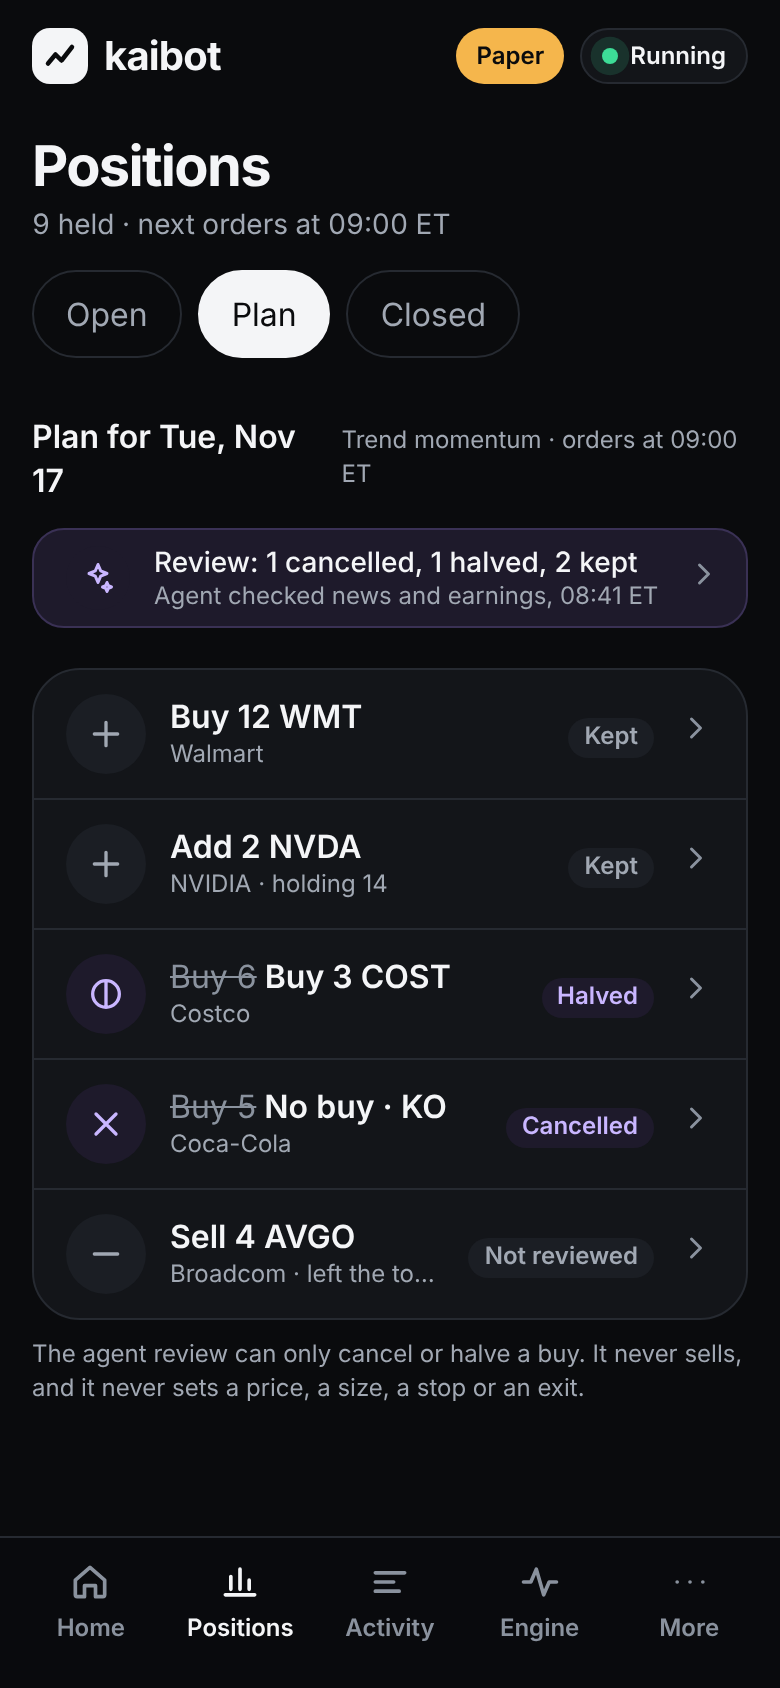 kaibot
Paper
Running
Positions
9 held · next orders at 09:00 ET
Open
Plan
Closed
Plan for Tue, Nov
17
Trend momentum · orders at 09:00
ET
Review: 1 cancelled, 1 halved, 2 kept
Agent checked news and earnings, 08:41 ET
Buy 12 WMT
Walmart
Kept
Add 2 NVDA
NVIDIA · holding 14
Kept
Buy 6 Buy 3 COST
Costco
Halved
Buy 5 No buy · KO
Coca-Cola
Cancelled
Sell 4 AVGO
Broadcom · left the to...
Not reviewed
The agent review can only cancel or halve a buy. It never sells,
and it never sets a price, a size, a stop or an exit.
Home
Positions
Activity
Engine
More